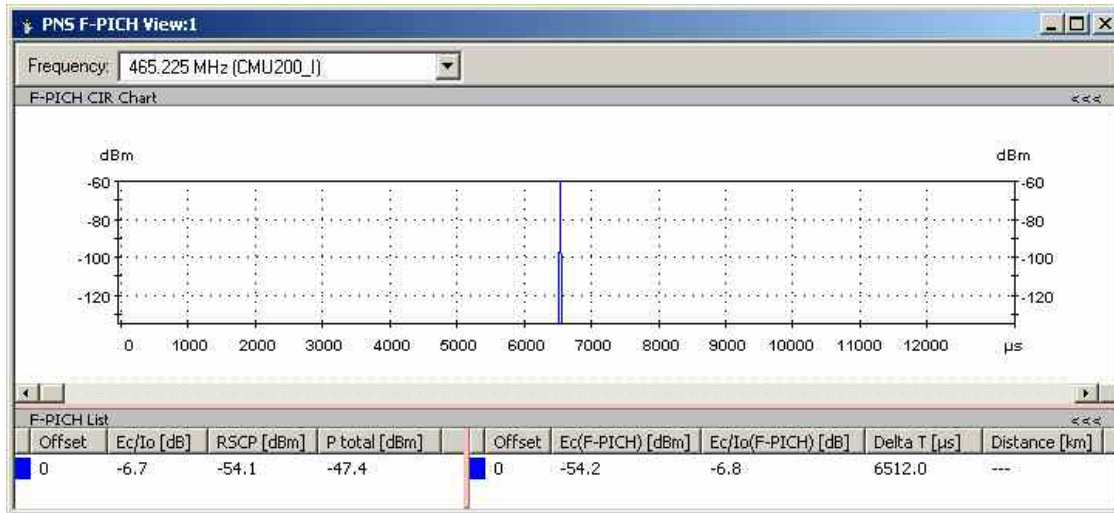 PNS F-PICH View:1
Frequency: 465.225 MHz (CMU200_I)
F-PICH CIR Chart <<<
dBm dBm
-60 -60
-80 -80
-100 -100
-120 -120
0 1000 2000 3000 4000 5000 6000 7000 8000 9000 10000 11000 12000 µs
F-PICH List <<<
Offset Ec/Io [dB] RSCP [dBm] P total [dBm] Offset Ec(F-PICH) [dBm] Ec/Io(F-PICH) [dB] Delta T [µs] Distance [km]
0 -6.7 -54.1 -47.4 0 -54.2 -6.8 6512.0 ---